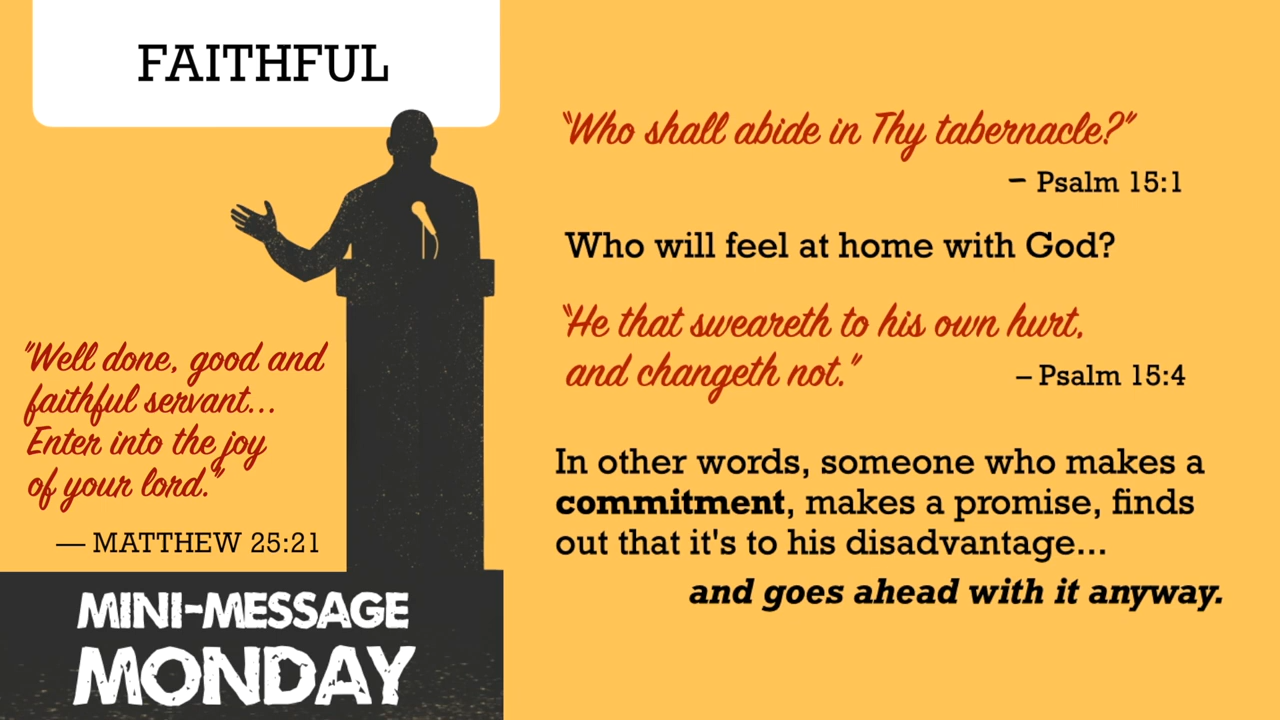 FAITHFUL
"Well done, good and
faithful servant...
Enter into the joy
of your lord."
— MATTHEW 25:21
MINI-MESSAGE
MONDAY
"Who shall abide in Thy tabernacle?"
– Psalm 15:1
Who will feel at home with God?
"He that sweareth to his own hurt,
and changeth not."
– Psalm 15:4
In other words, someone who makes a
commitment, makes a promise, finds
out that it's to his disadvantage...
and goes ahead with it anyway.